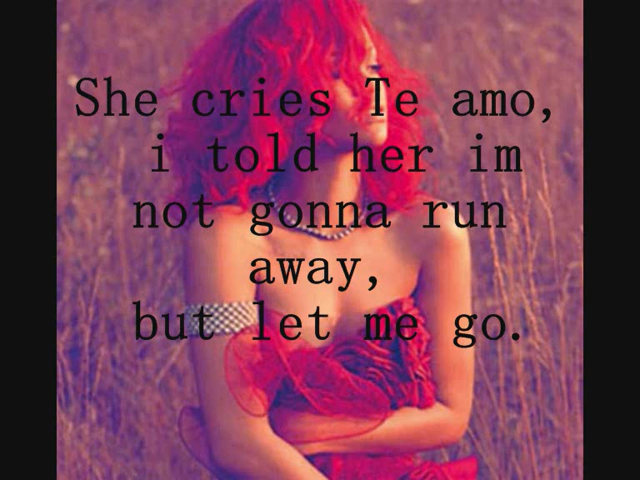 She cries Te amo,
i told her im
not gonna run
away,
but let me go.